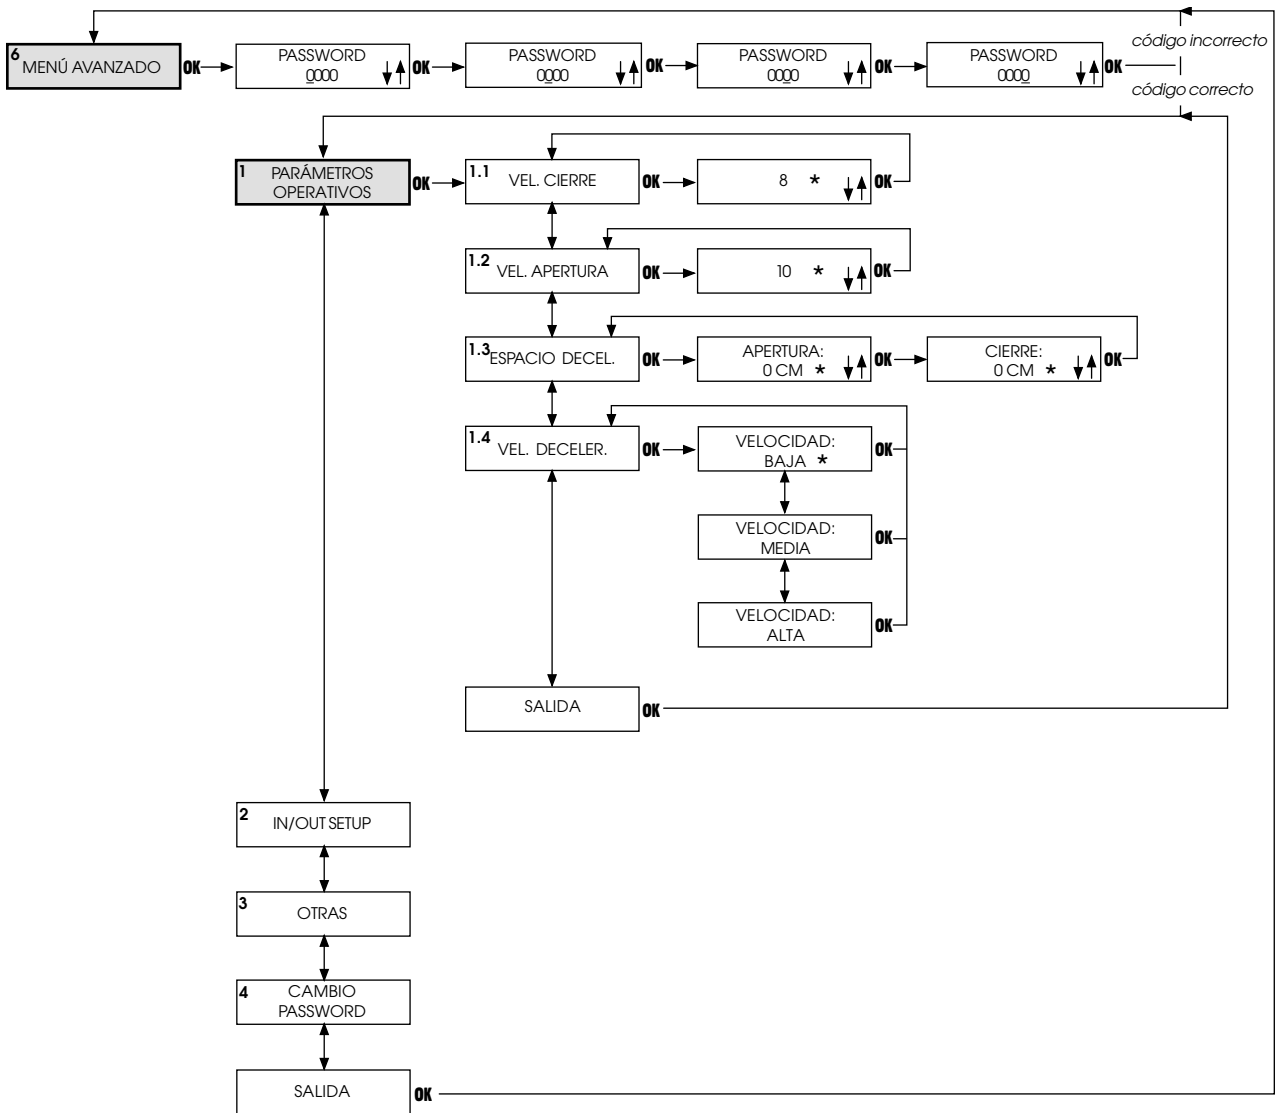 código incorrecto
6
MENÚ AVANZADO
OK
PASSWORD
0000
OK
PASSWORD
0000
OK
PASSWORD
0000
OK
PASSWORD
0000
OK
código correcto
1
PARÁMETROS
OPERATIVOS
OK
1.1
VEL. CIERRE
OK
8 *
OK
1.2
VEL. APERTURA
OK
10 *
OK
1.3
ESPACIO DECEL.
OK
APERTURA:
0 CM *
OK
CIERRE:
0 CM *
OK
1.4
VEL. DECELER.
OK
VELOCIDAD:
BAJA *
OK
VELOCIDAD:
MEDIA
OK
VELOCIDAD:
ALTA
OK
SALIDA
OK
2
IN/OUT SETUP
3
OTRAS
4
CAMBIO
PASSWORD
SALIDA
OK